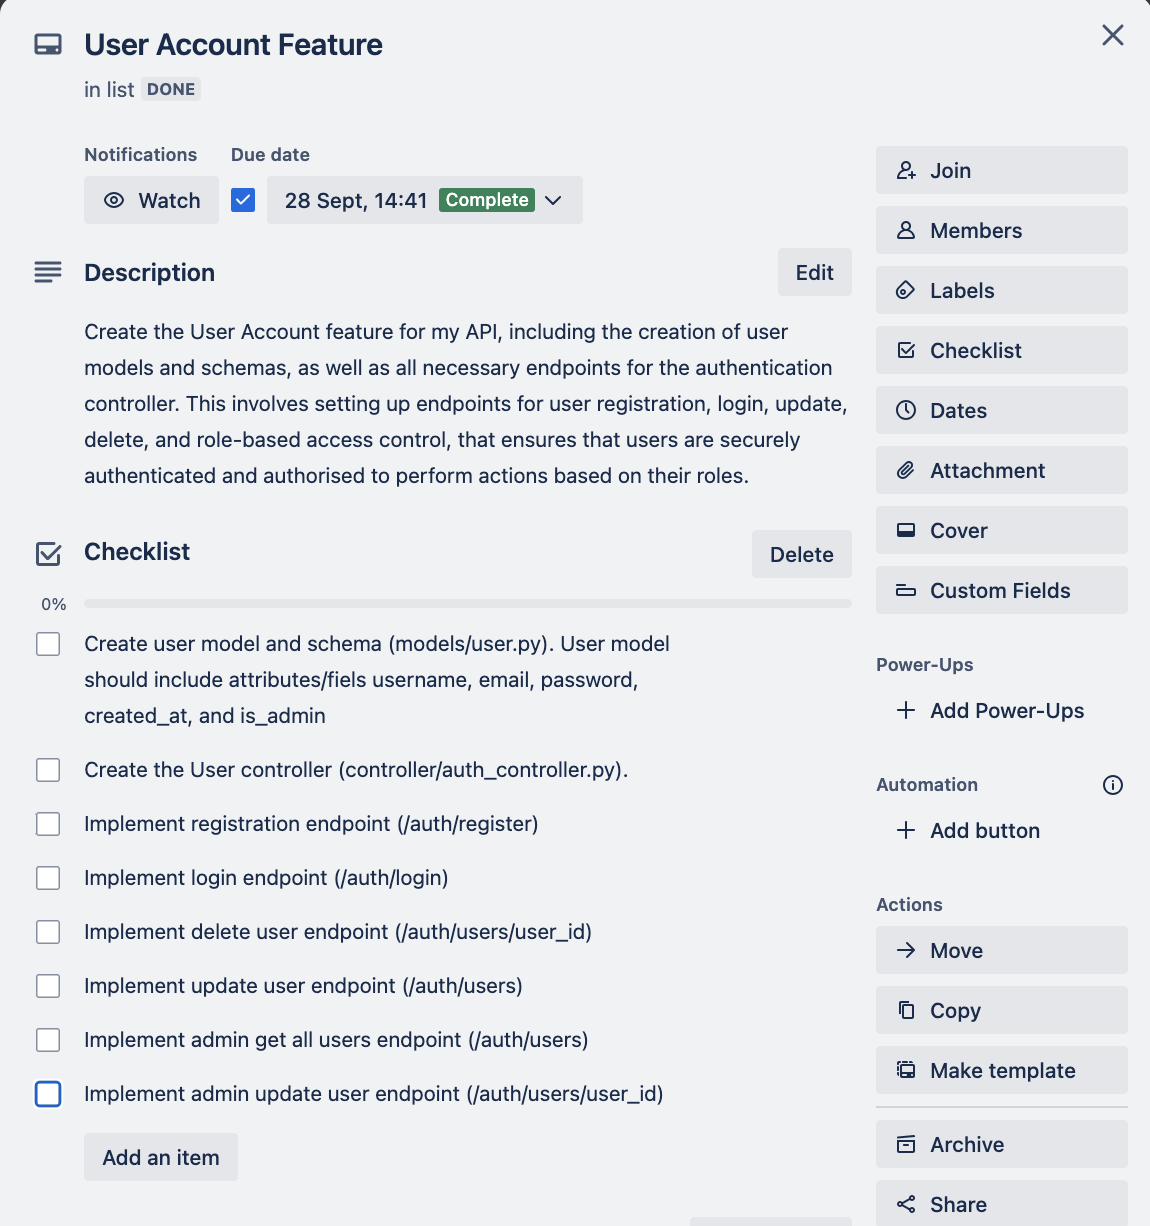 User Account Feature
in list DONE
Notifications
Due date
Watch
28 Sept, 14:41 Complete
Description
Edit
Create the User Account feature for my API, including the creation of user
models and schemas, as well as all necessary endpoints for the authentication
controller. This involves setting up endpoints for user registration, login, update,
delete, and role-based access control, that ensures that users are securely
authenticated and authorised to perform actions based on their roles.
Checklist
Delete
0%
Create user model and schema (models/user.py). User model
should include attributes/fiels username, email, password,
created_at, and is_admin
Create the User controller (controller/auth_controller.py).
Implement registration endpoint (/auth/register)
Implement login endpoint (/auth/login)
Implement delete user endpoint (/auth/users/user_id)
Implement update user endpoint (/auth/users)
Implement admin get all users endpoint (/auth/users)
Implement admin update user endpoint (/auth/users/user_id)
Add an item
Join
Members
Labels
Checklist
Dates
Attachment
Cover
Custom Fields
Power-Ups
Add Power-Ups
Automation
Add button
Actions
Move
Copy
Make template
Archive
Share